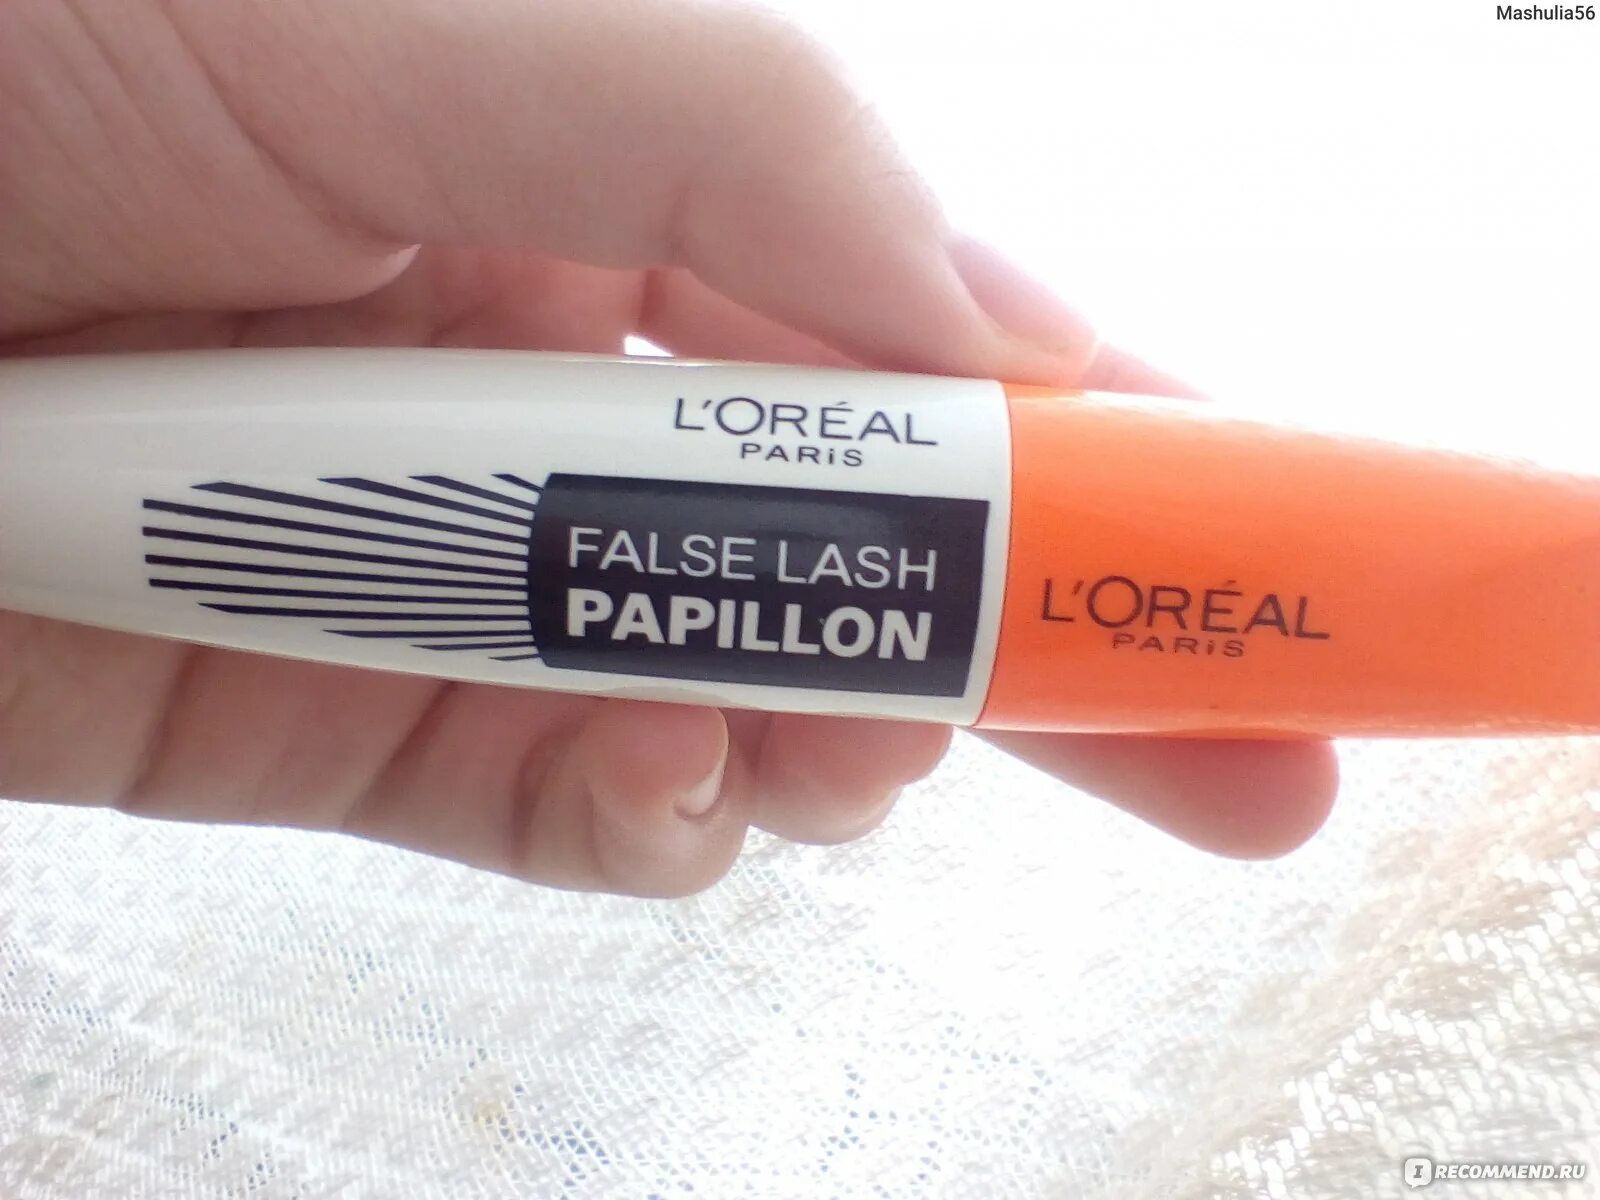 Mashulia56
L'ORÉAL
PARiS
FALSE LASH
PAPILLON
L'ORÉAL
PARiS
I RECOMMEND.RU